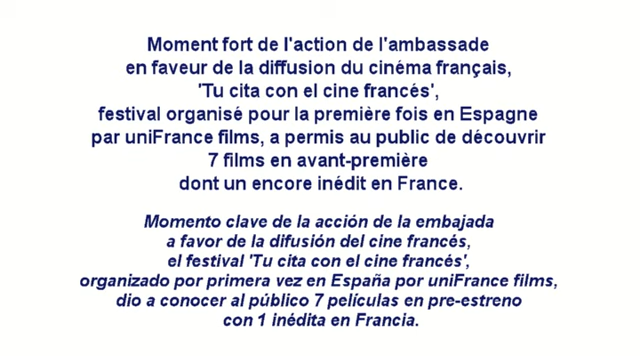 Moment fort de l'action de l'ambassade
en faveur de la diffusion du cinéma français,
'Tu cita con el cine francés',
festival organisé pour la première fois en Espagne
par uniFrance films, a permis au public de découvrir
7 films en avant-première
dont un encore inédit en France.
Momento clave de la acción de la embajada
a favor de la difusión del cine francés,
el festival 'Tu cita con el cine francés',
organizado por primera vez en España por uniFrance films,
dio a conocer al público 7 películas en pre-estreno
con 1 inédita en Francia.